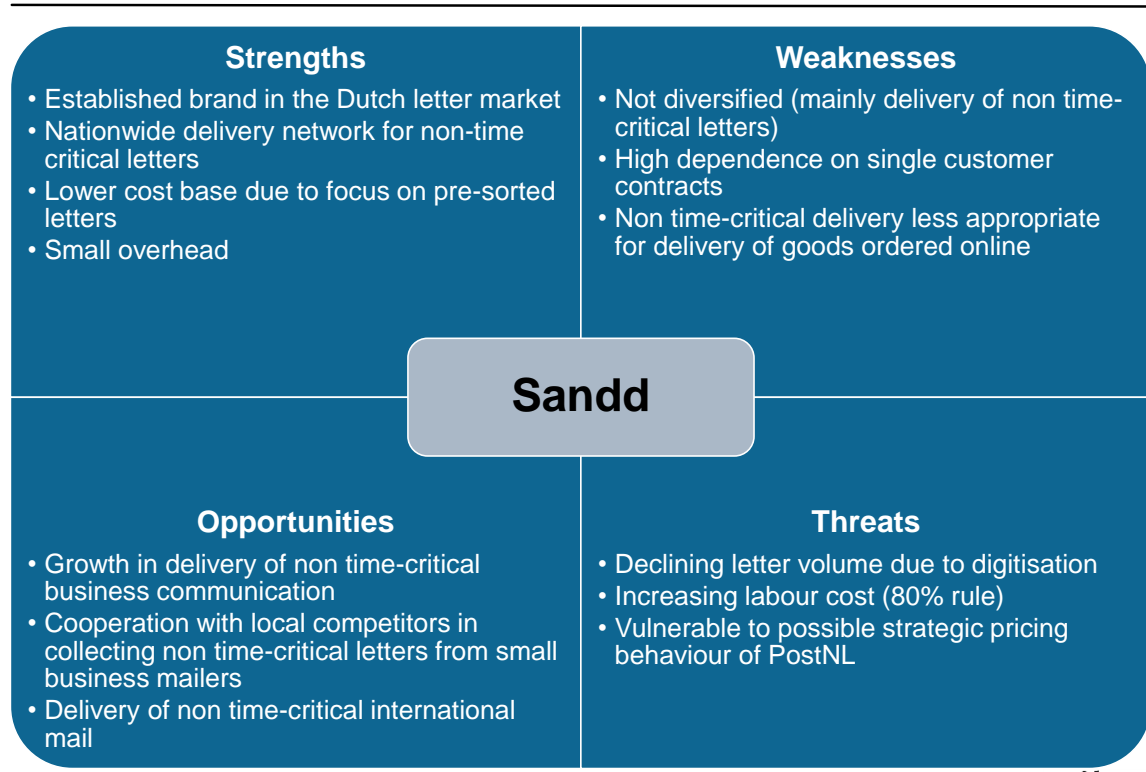 Strengths
• Established brand in the Dutch letter market
• Nationwide delivery network for non-time
critical letters
• Lower cost base due to focus on pre-sorted
letters
• Small overhead
Weaknesses
• Not diversified (mainly delivery of non time-
critical letters)
• High dependence on single customer
contracts
• Non time-critical delivery less appropriate
for delivery of goods ordered online
Sandd
Opportunities
• Growth in delivery of non time-critical
business communication
• Cooperation with local competitors in
collecting non time-critical letters from small
business mailers
• Delivery of non time-critical international
mail
Threats
• Declining letter volume due to digitisation
• Increasing labour cost (80% rule)
• Vulnerable to possible strategic pricing
behaviour of PostNL